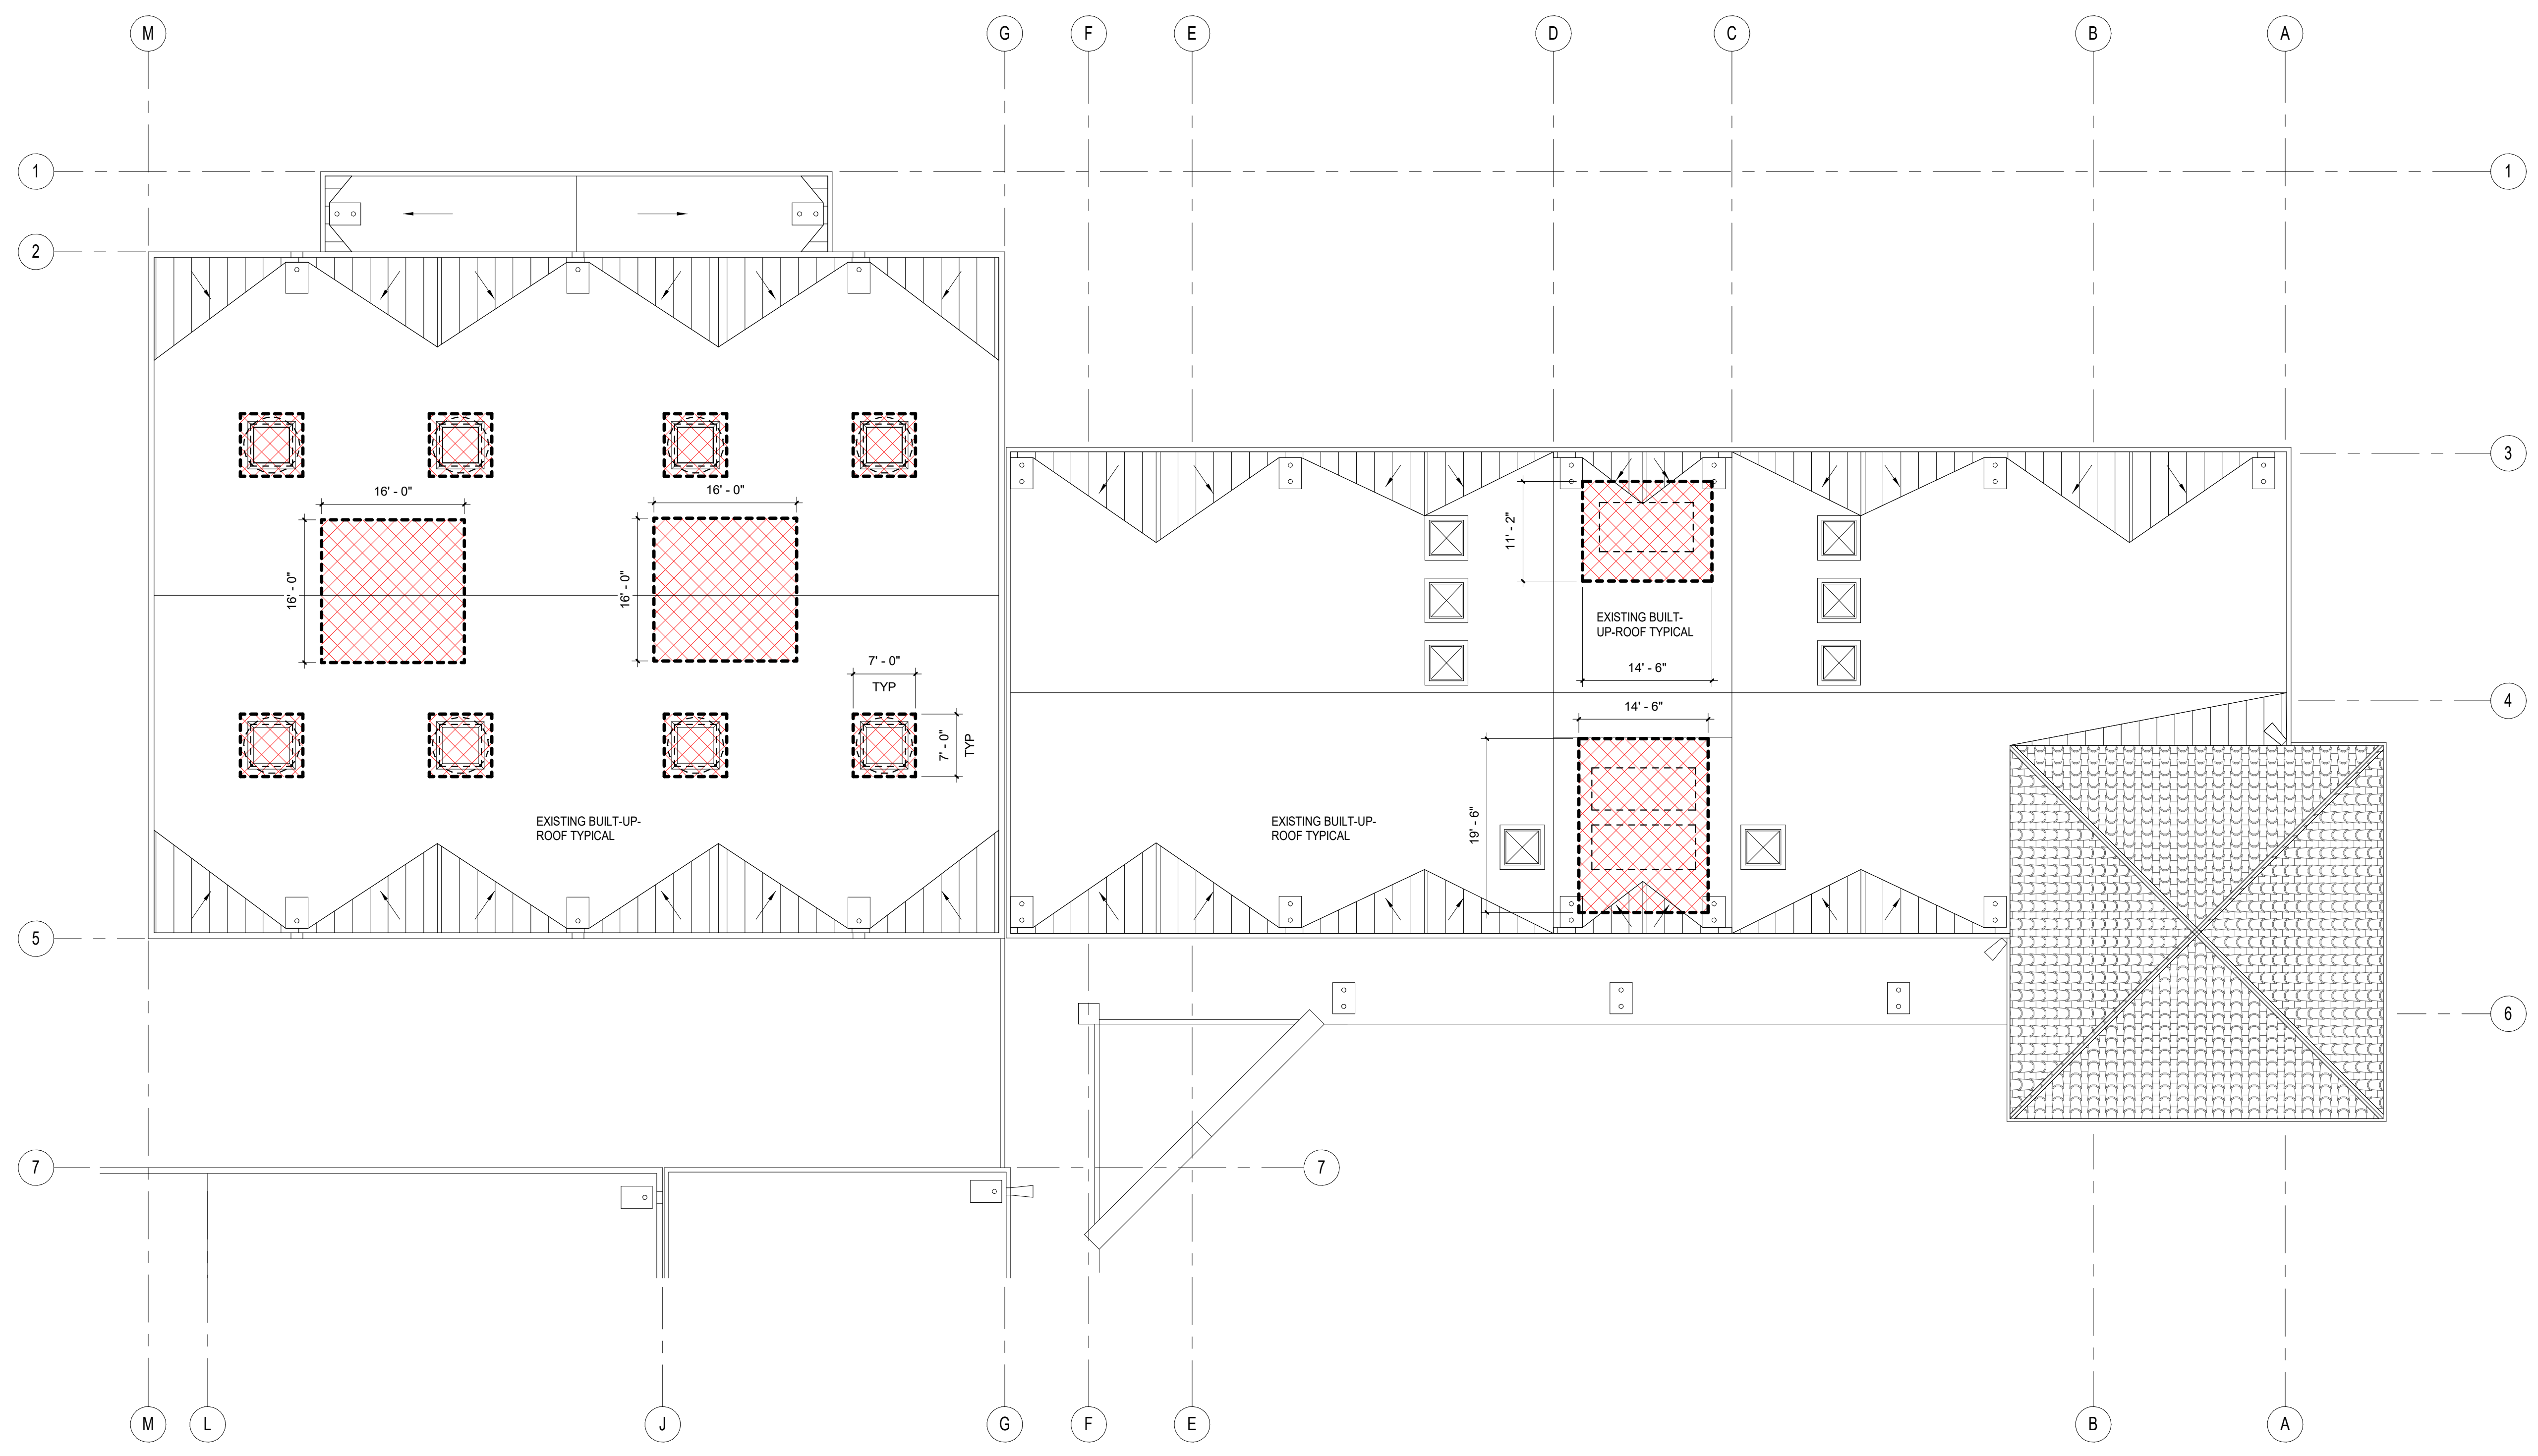 M
G
F
E
D
C
B
A
1
1
2
3
16' - 0"
16' - 0"
16' - 0"
16' - 0"
11' - 2"
EXISTING BUILT-
UP-ROOF TYPICAL
14' - 6"
7' - 0"
TYP
7' - 0"
TYP
4
14' - 6"
19' - 6"
EXISTING BUILT-UP-
ROOF TYPICAL
EXISTING BUILT-UP-
ROOF TYPICAL
5
6
7
7
M
L
J
G
F
E
B
A